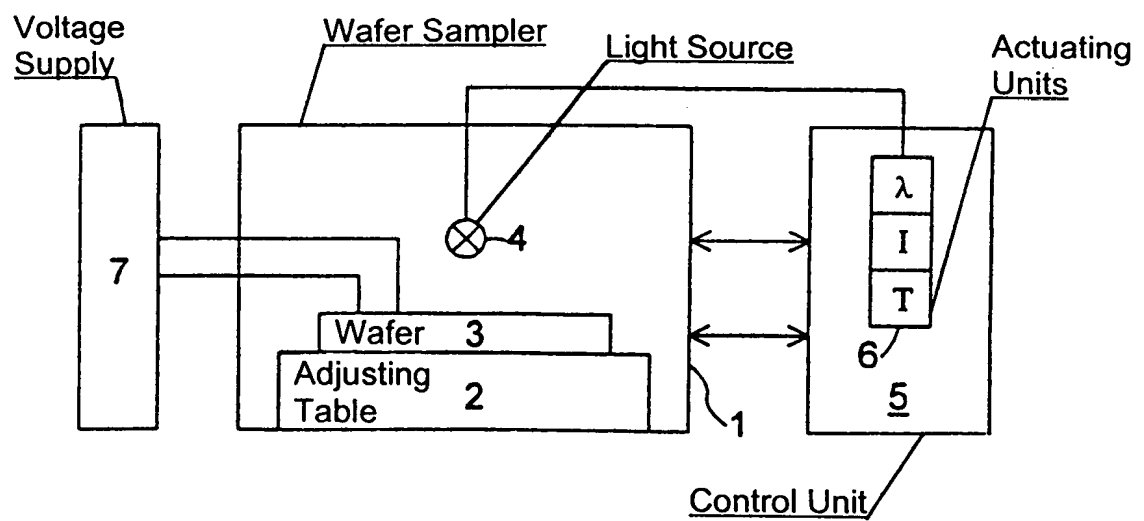 Voltage
Supply
Wafer Sampler
Light Source
Actuating
Units
λ
4
I
7
T
Wafer 3
6
Adjusting
Table
2
5
1
Control Unit